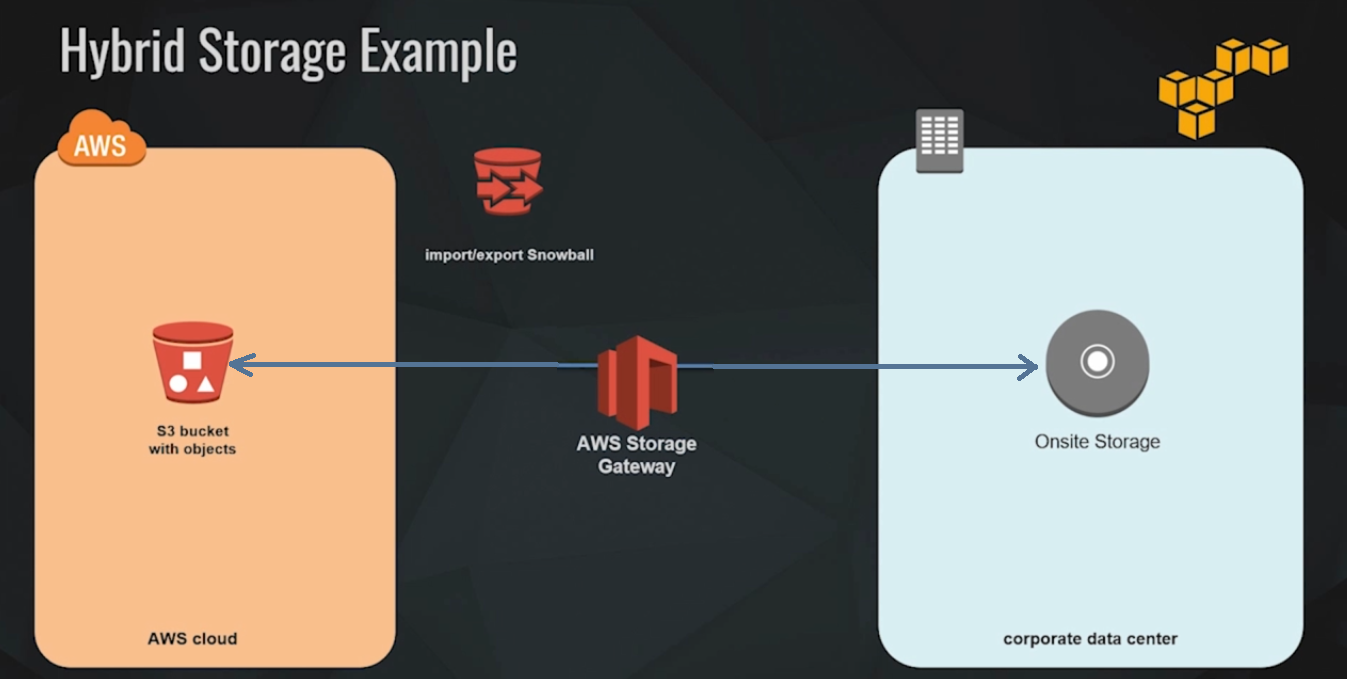 Hybrid Storage Example
AWS
import/export Snowball
S3 bucket
with objects
AWS Storage
Gateway
Onsite Storage
AWS cloud
corporate data center